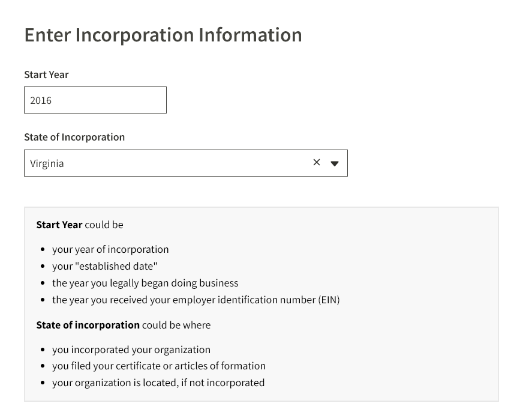 Enter Incorporation Information
Start Year
2016
State of Incorporation
Virginia
Start Year could be
• your year of incorporation
• your "established date"
• the year you legally began doing business
• the year you received your employer identification number (EIN)
State of incorporation could be where
• you incorporated your organization
• you filed your certificate or articles of formation
• your organization is located, if not incorporated